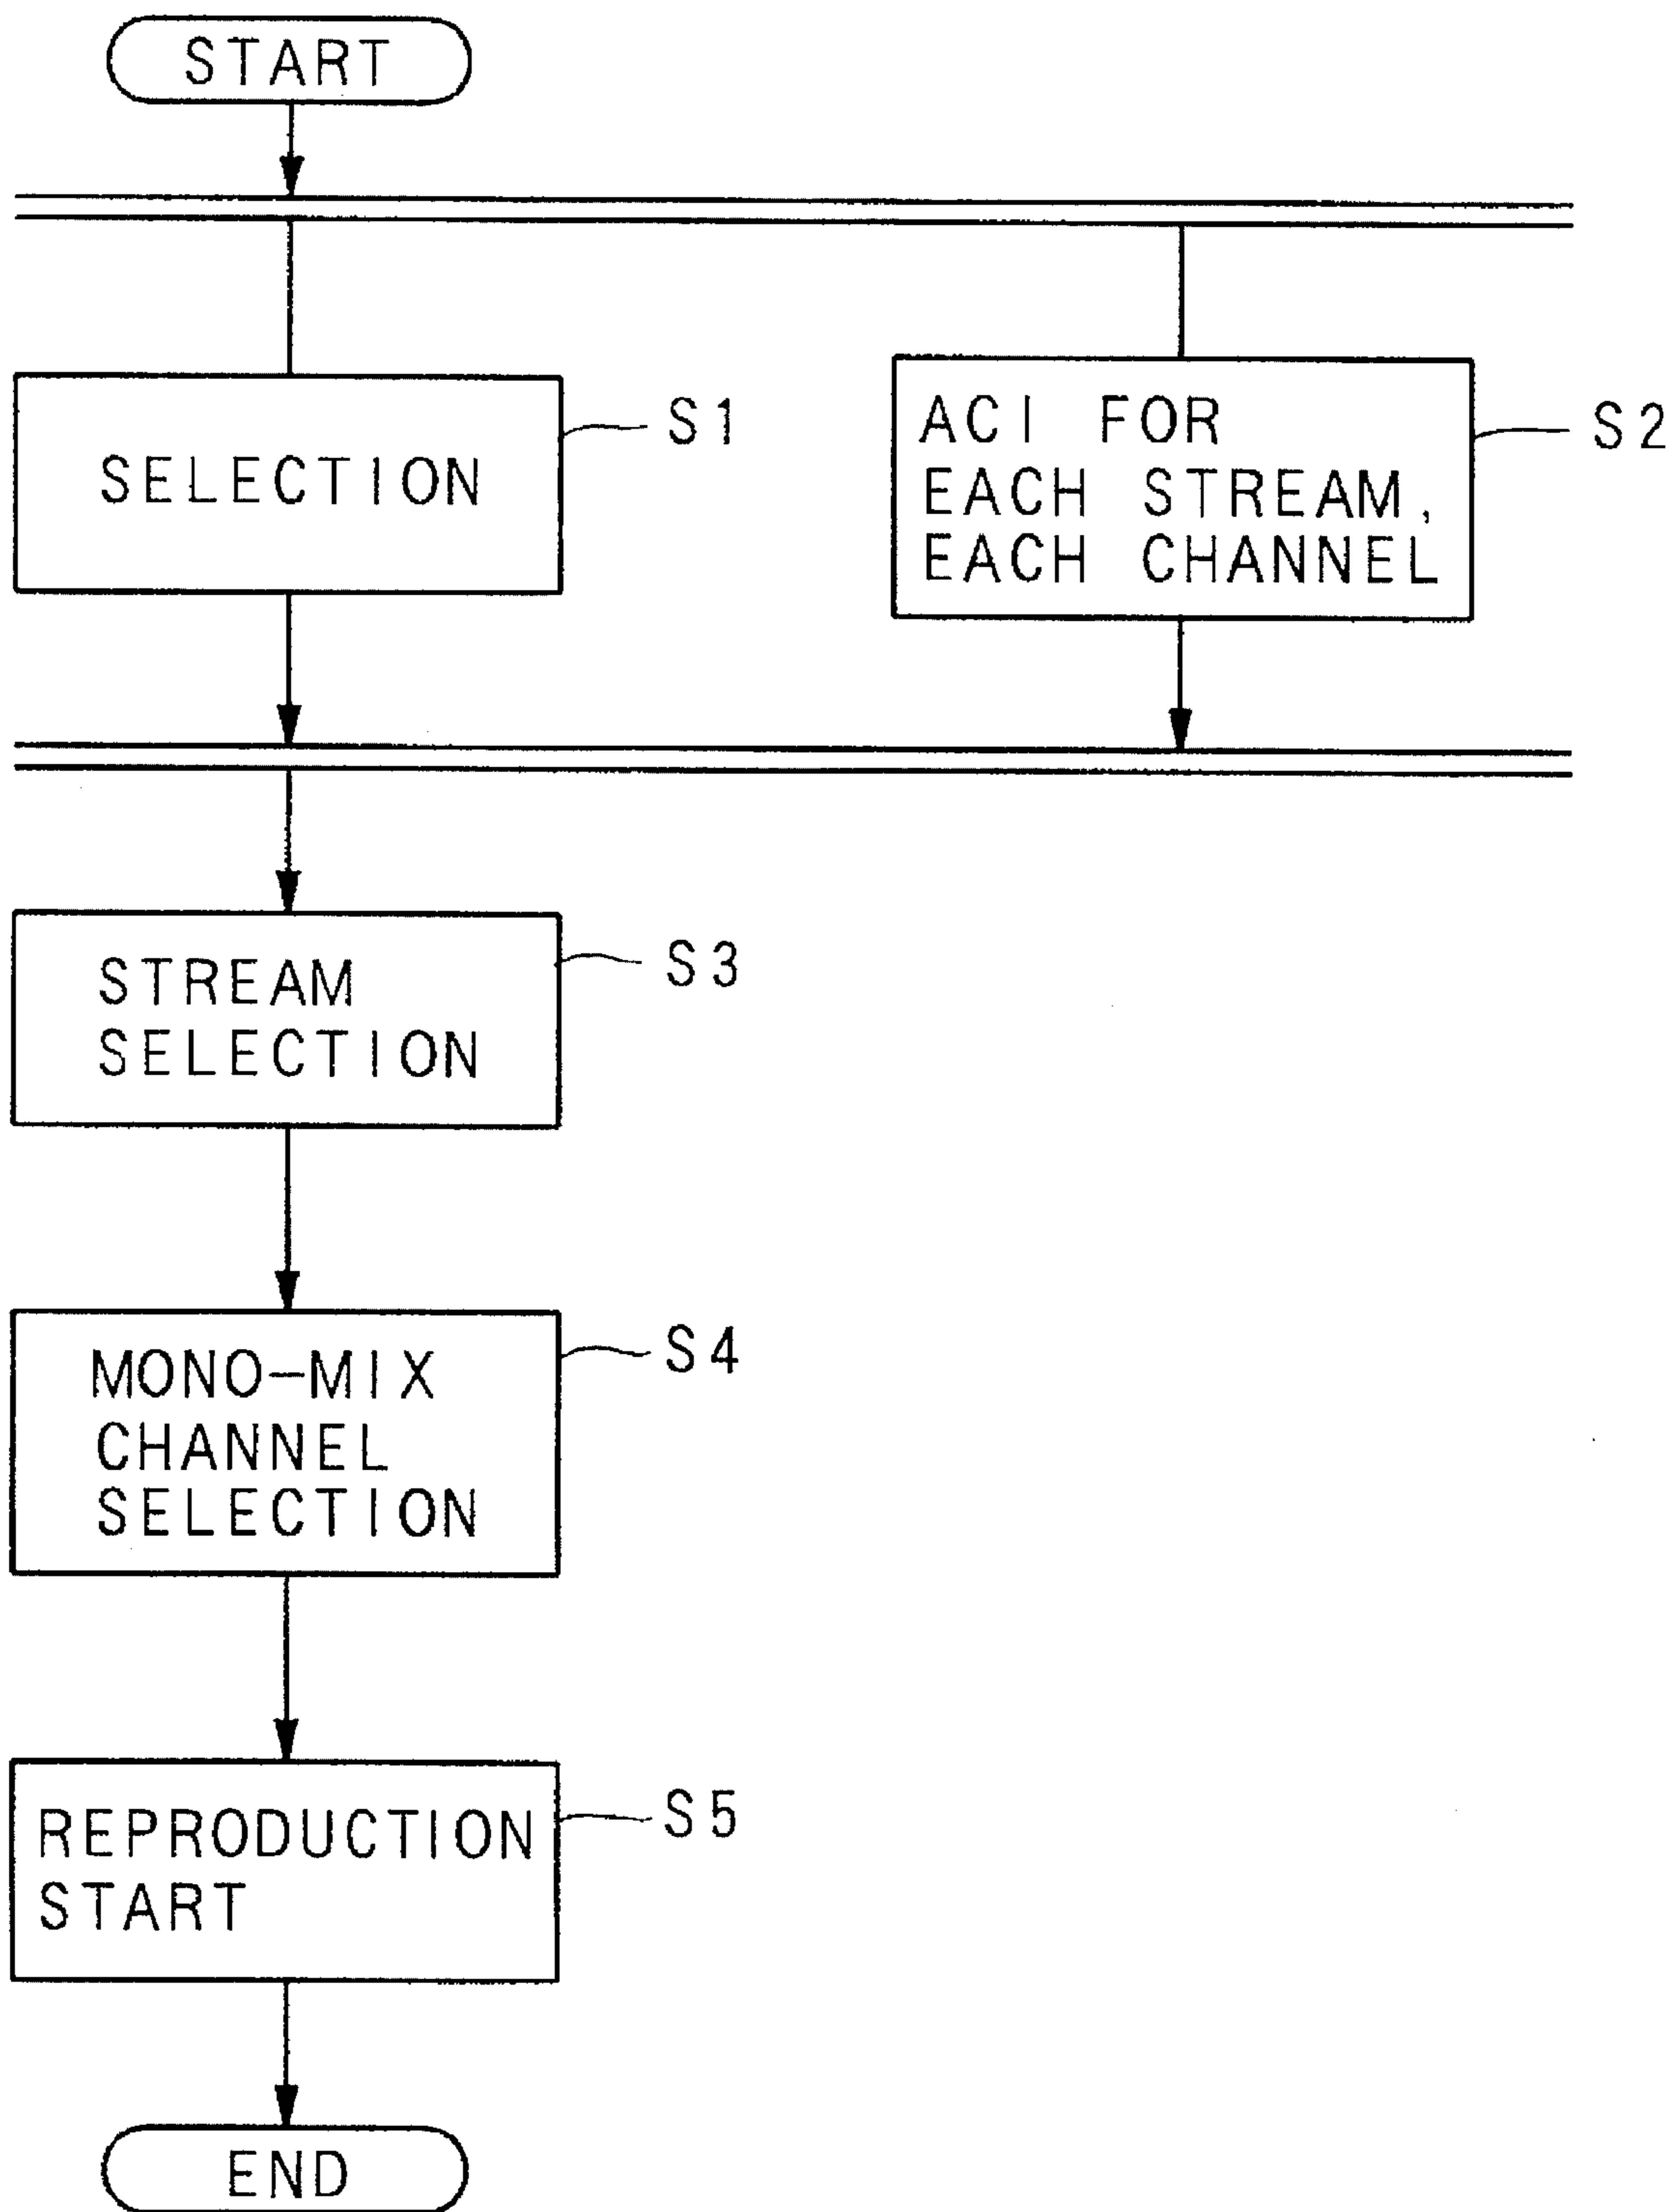 START
SELECTION
S1
ACI FOR
EACH STREAM,
EACH CHANNEL
S2
STREAM
SELECTION
S3
MONO-MIX
CHANNEL
SELECTION
S4
REPRODUCTION
START
S5
END